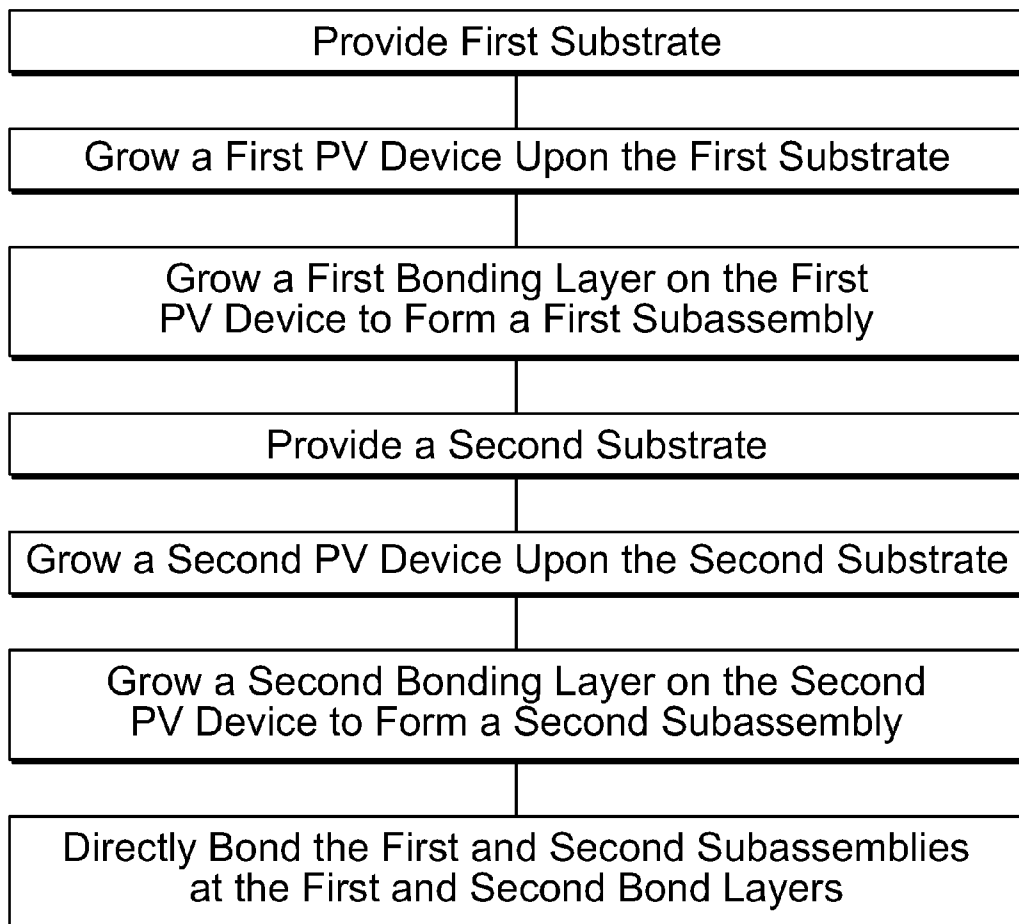 Provide First Substrate
Grow a First PV Device Upon the First Substrate
Grow a First Bonding Layer on the First
PV Device to Form a First Subassembly
Provide a Second Substrate
Grow a Second PV Device Upon the Second Substrate
Grow a Second Bonding Layer on the Second
PV Device to Form a Second Subassembly
Directly Bond the First and Second Subassemblies
at the First and Second Bond Layers